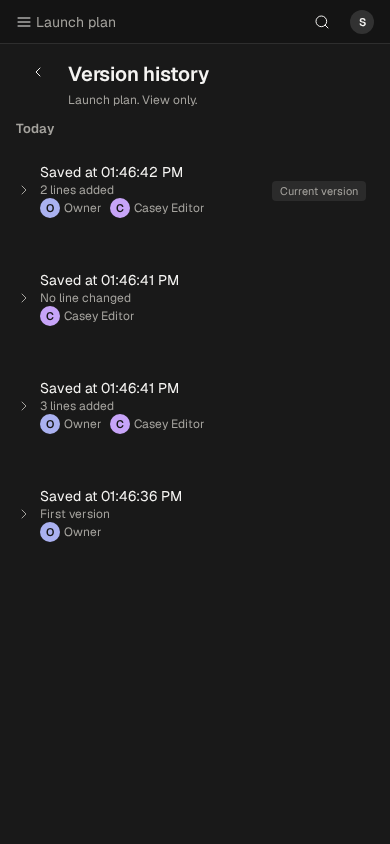 Launch plan
S
Version history
Launch plan. View only.
Today
Saved at 01:46:42 PM
2 lines added
Current version
O Owner C Casey Editor
Saved at 01:46:41 PM
No line changed
C Casey Editor
Saved at 01:46:41 PM
3 lines added
O Owner C Casey Editor
Saved at 01:46:36 PM
First version
O Owner